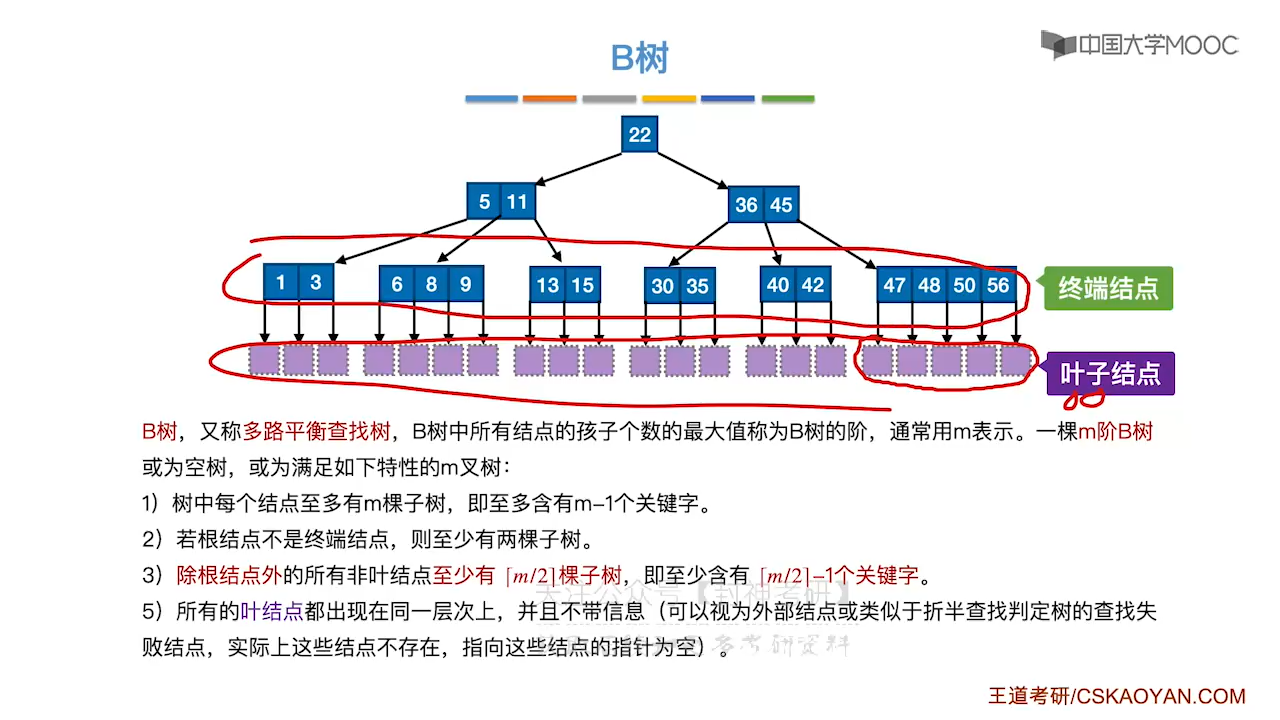 中国大学MOOC
B树
22
5 11
36 45
1 3
6 8 9
13 15
30 35
40 42
47 48 50 56
终端结点
叶子结点
B树，又称多路平衡查找树，B树中所有结点的孩子个数的最大值称为B树的阶，通常用m表示。一棵m阶B树
或为空树，或为满足如下特性的m叉树：
1）树中每个结点至多有m棵子树，即至多含有m-1个关键字。
2）若根结点不是终端结点，则至少有两棵子树。
3）除根结点外的所有非叶结点至少有 ⌈m/2⌉棵子树，即至少含有 ⌈m/2⌉-1个关键字。
5）所有的叶结点都出现在同一层次上，并且不带信息（可以视为外部结点或类似于折半查找判定树的查找失
败结点，实际上这些结点不存在，指向这些结点的指针为空）。
王道考研/CSKAOYAN.COM